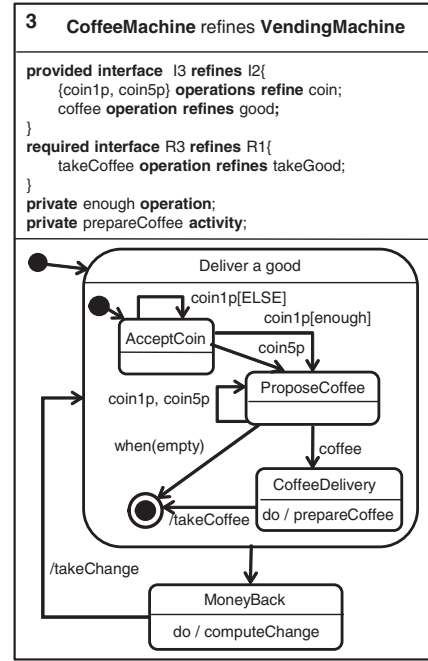 3 CoffeeMachine refines VendingMachine
provided interface I3 refines I2{
{coin1p, coin5p} operations refine coin;
coffee operation refines good;
}
required interface R3 refines R1{
takeCoffee operation refines takeGood;
}
private enough operation;
private prepareCoffee activity;
Deliver a good
coin1p[ELSE]
coin1p[enough]
AcceptCoin
coin5p
ProposeCoffee
coin1p, coin5p
when(empty)
coffee
CoffeeDelivery
do / prepareCoffee
/takeCoffee
/takeChange
MoneyBack
do / computeChange